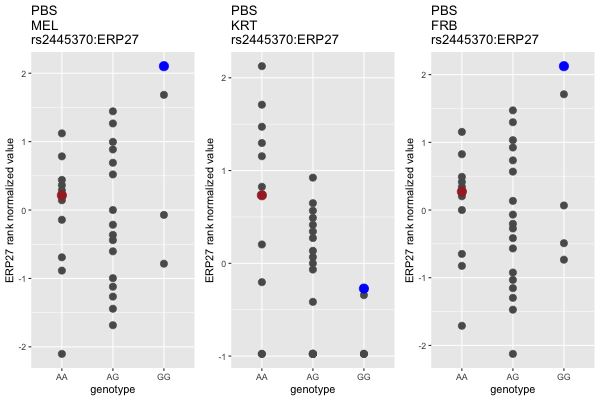 PBS
MEL
rs2445370:ERP27
ERP27 rank normalized value
2
1
0
-1
-2
AA
AG
GG
genotype
PBS
KRT
rs2445370:ERP27
ERP27 rank normalized value
2
1
0
-1
AA
AG
GG
genotype
PBS
FRB
rs2445370:ERP27
ERP27 rank normalized value
2
1
0
-1
-2
AA
AG
GG
genotype